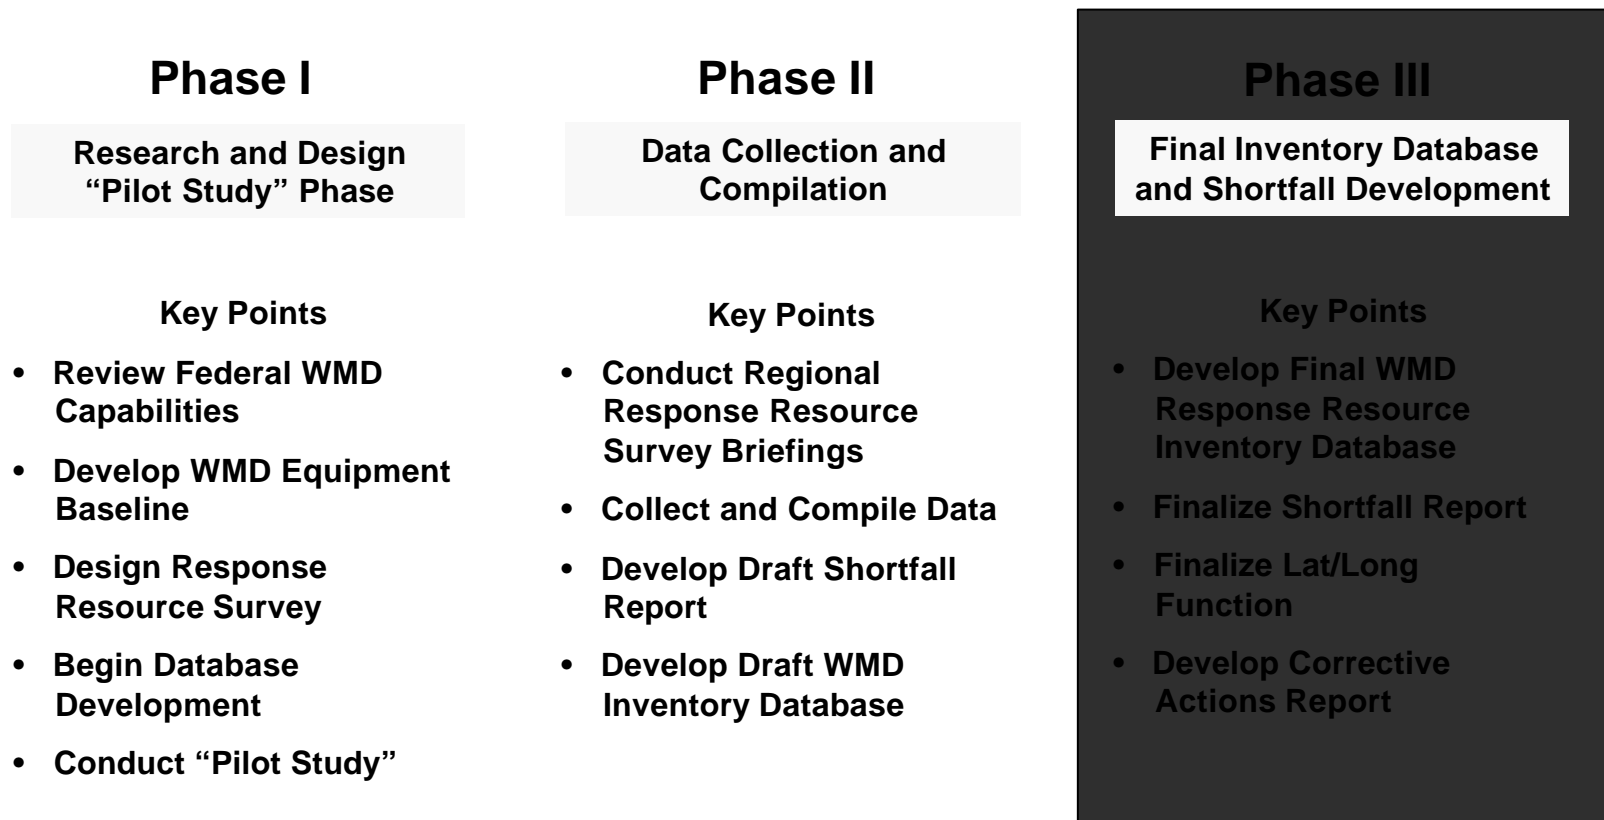 Phase I
Research and Design
“Pilot Study” Phase
Key Points
• Review Federal WMD
Capabilities
• Develop WMD Equipment
Baseline
• Design Response
Resource Survey
• Begin Database
Development
• Conduct “Pilot Study”
Phase II
Data Collection and
Compilation
Key Points
• Conduct Regional
Response Resource
Survey Briefings
• Collect and Compile Data
• Develop Draft Shortfall
Report
• Develop Draft WMD
Inventory Database
Phase III
Final Inventory Database
and Shortfall Development
Key Points
• Develop Final WMD
Response Resource
Inventory Database
• Finalize Shortfall Report
• Finalize Lat/Long
Function
• Develop Corrective
Actions Report